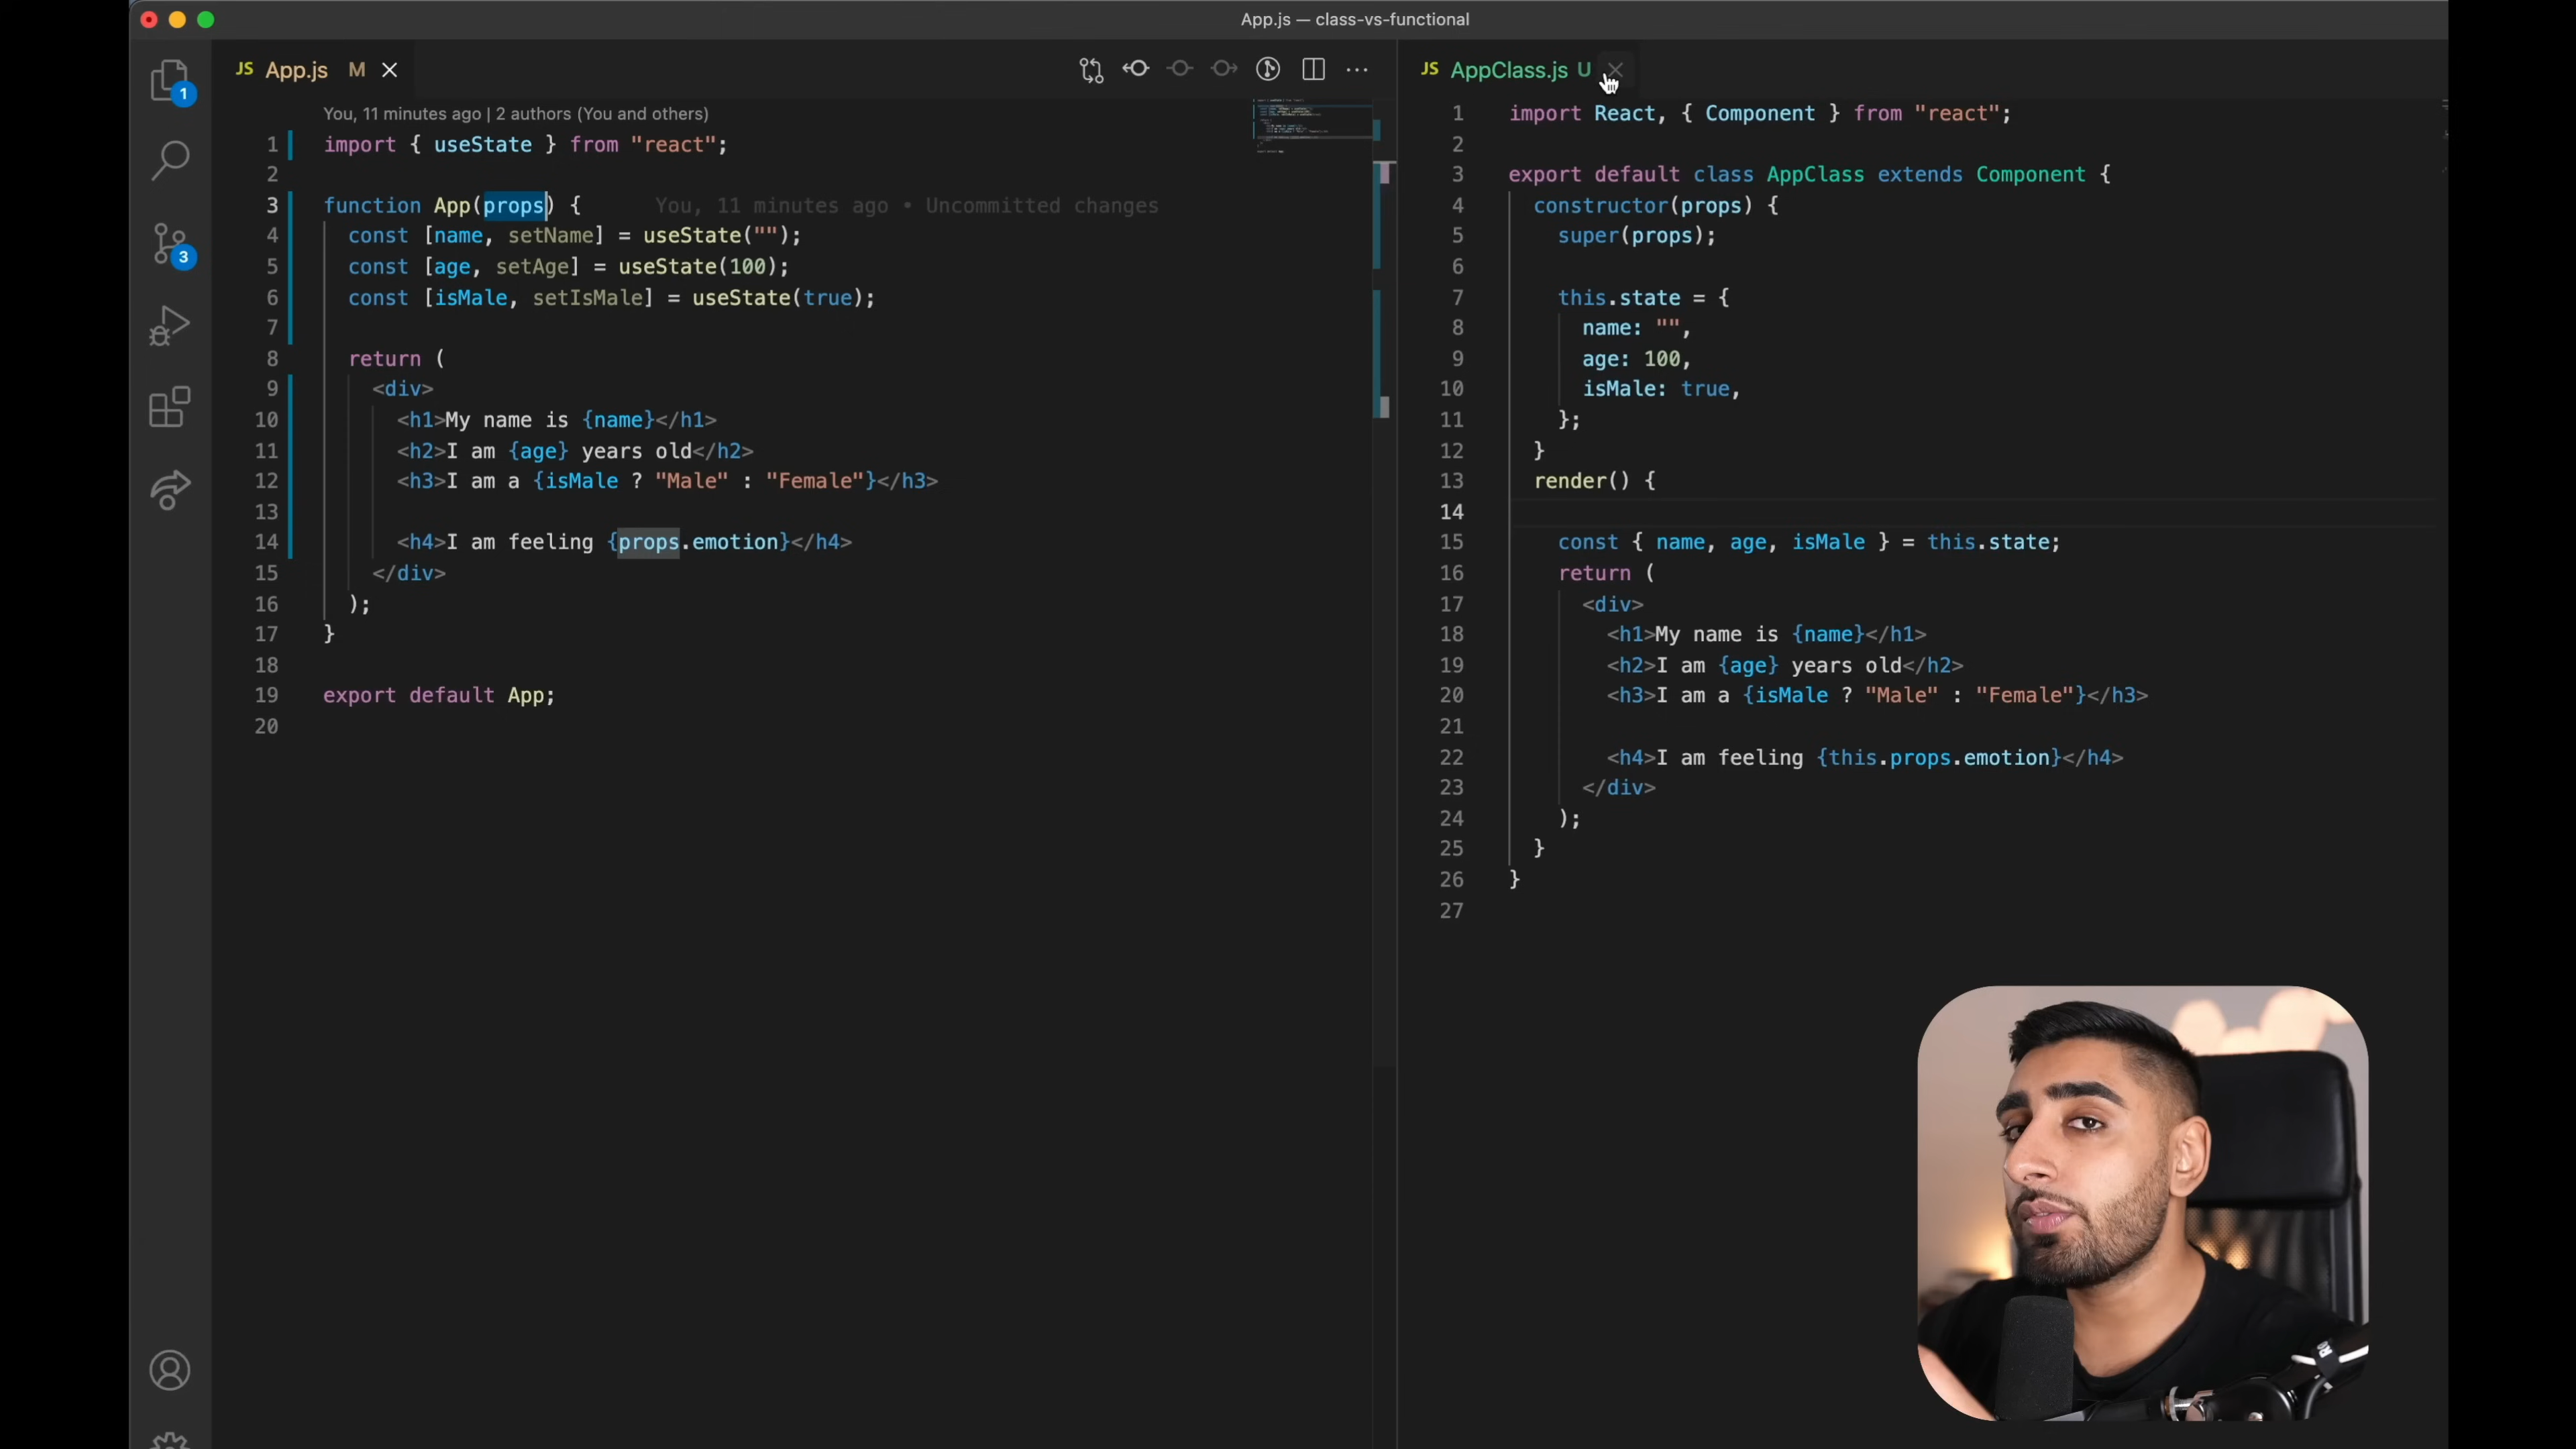 App.js — class-vs-functional
JS App.js M
JS AppClass.js U
1
3
You, 11 minutes ago | 2 authors (You and others)
1 import { useState } from "react";
2
3 function App(props) { You, 11 minutes ago • Uncommitted changes
4 const [name, setName] = useState("");
5 const [age, setAge] = useState(100);
6 const [isMale, setIsMale] = useState(true);
7
8 return (
9 <div>
10 <h1>My name is {name}</h1>
11 <h2>I am {age} years old</h2>
12 <h3>I am a {isMale ? "Male" : "Female"}</h3>
13
14 <h4>I am feeling {props.emotion}</h4>
15 </div>
16 );
17 }
18
19 export default App;
20
1 import React, { Component } from "react";
2
3 export default class AppClass extends Component {
4 constructor(props) {
5 super(props);
6
7 this.state = {
8 name: "",
9 age: 100,
10 isMale: true,
11 };
12 }
13 render() {
14
15 const { name, age, isMale } = this.state;
16 return (
17 <div>
18 <h1>My name is {name}</h1>
19 <h2>I am {age} years old</h2>
20 <h3>I am a {isMale ? "Male" : "Female"}</h3>
21
22 <h4>I am feeling {this.props.emotion}</h4>
23 </div>
24 );
25 }
26 }
27